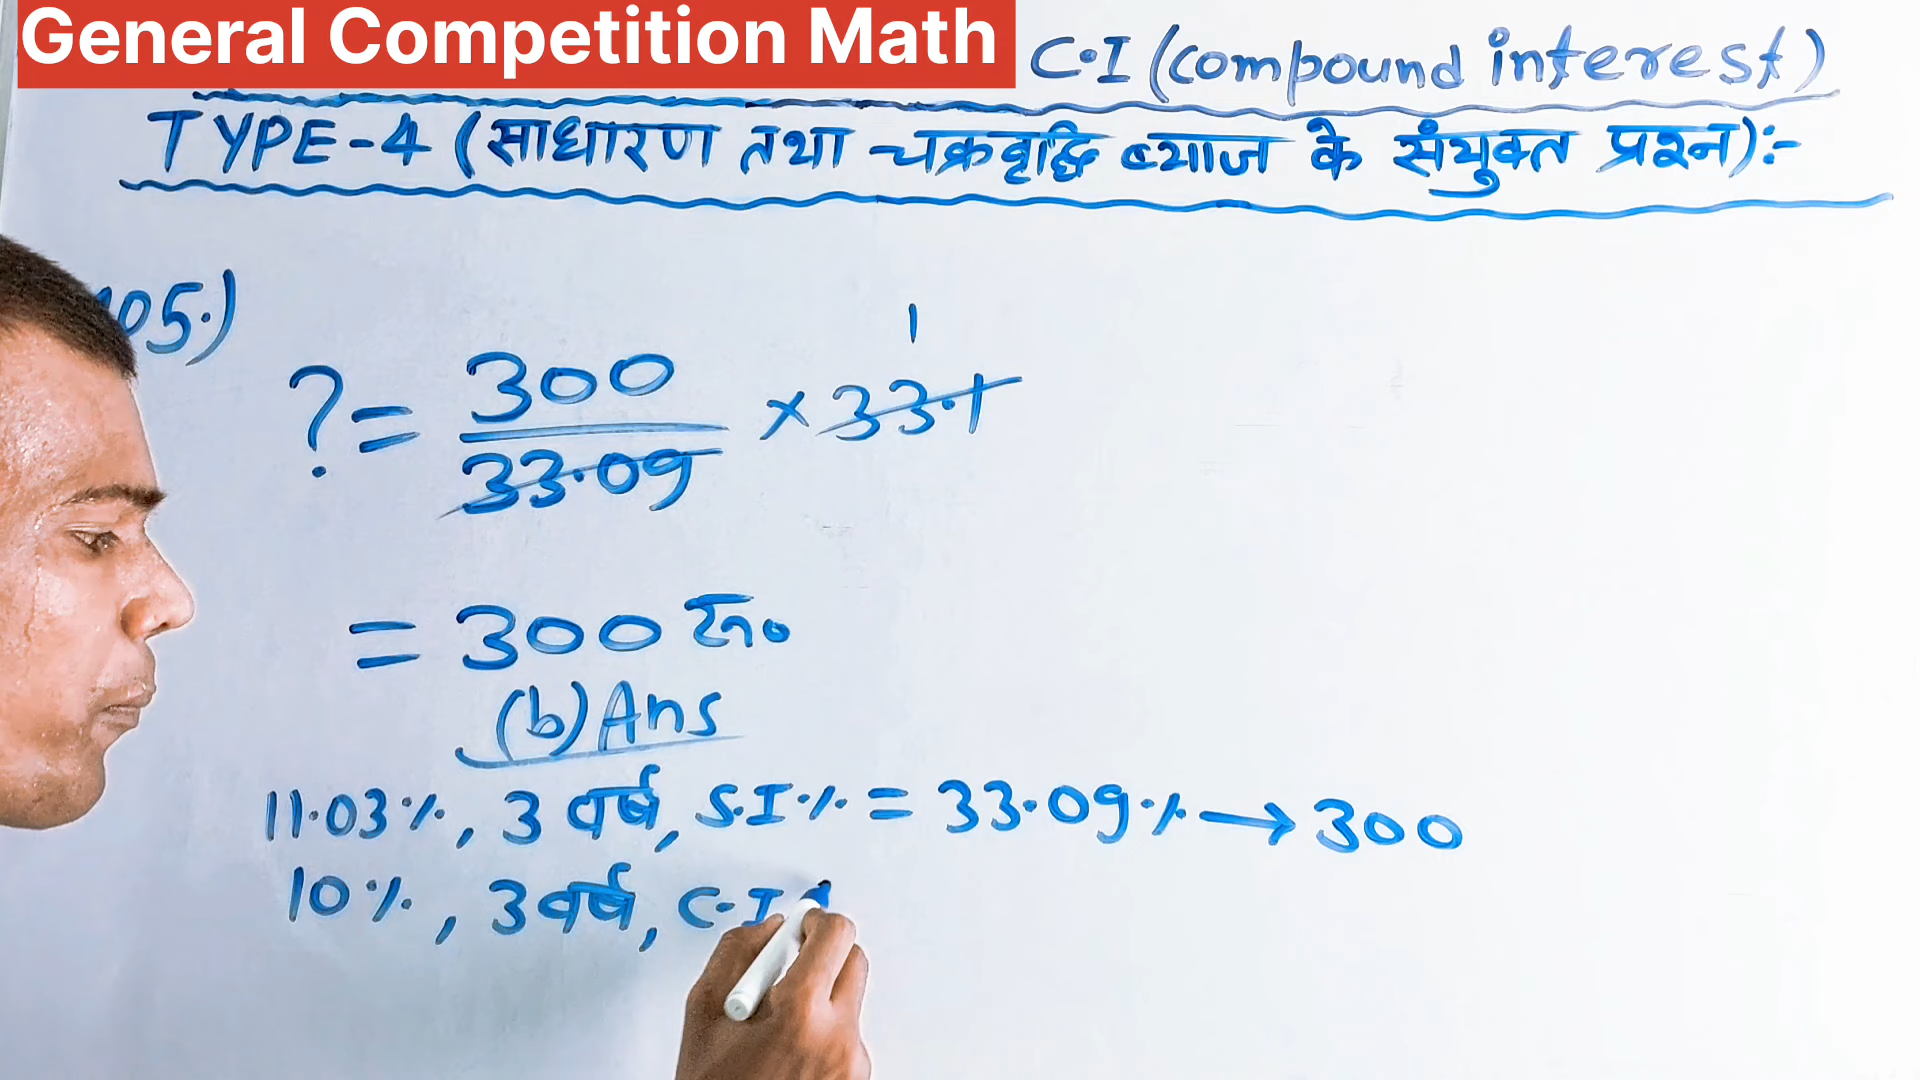 General Competition Math
C.I (compound interest)
TYPE-4 (साधारण तथा चक्रवृद्धि ब्याज के संयुक्त प्रश्न):-
05.)
1
? = 300/33.09 × 33.1
= 300 रू०
(b) Ans
11.03%, 3 वर्ष, S.I% = 33.09% → 300
10%, 3 वर्ष, C.I